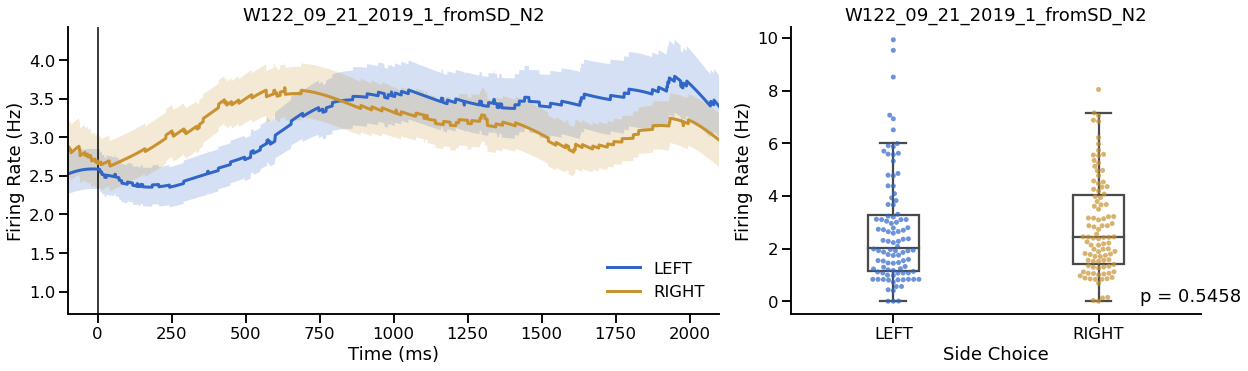 W122_09_21_2019_1_fromSD_N2
Firing Rate (Hz)
4.0
3.5
3.0
2.5
2.0
1.5
1.0
LEFT
RIGHT
0 250 500 750 1000 1250 1500 1750 2000
Time (ms)
W122_09_21_2019_1_fromSD_N2
Firing Rate (Hz)
10
8
6
4
2
0
p = 0.5458
LEFT RIGHT
Side Choice